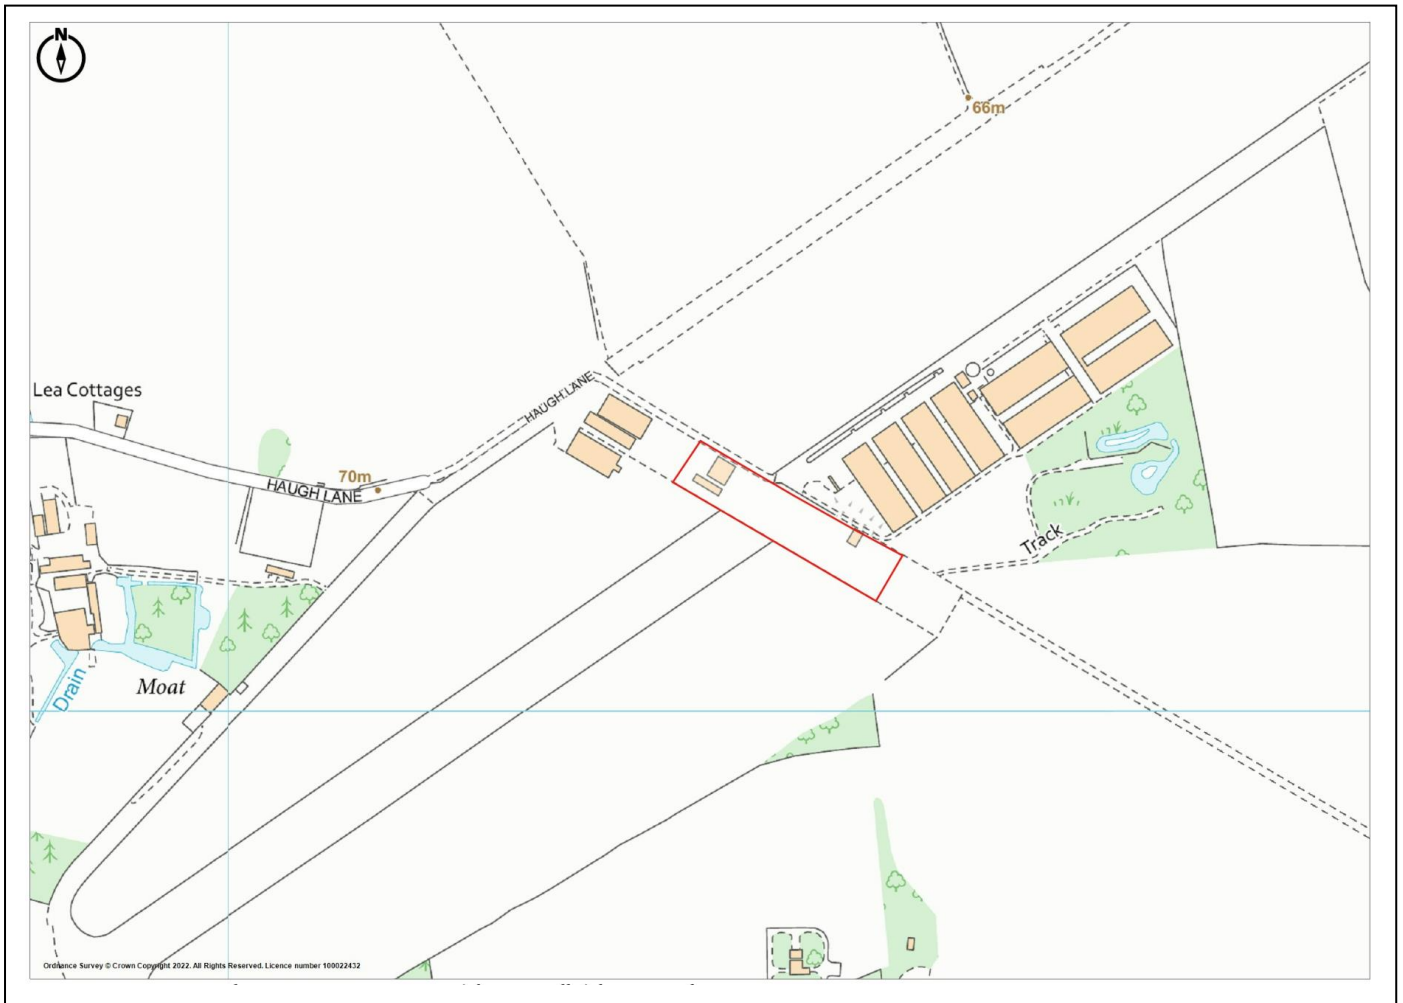 N
66m
HAUGH LANE
Lea Cottages
70m
HAUGH LANE
Track
Moat
Drain
Ordnance Survey © Crown Copyright 2022. All Rights Reserved. Licence number 100022432